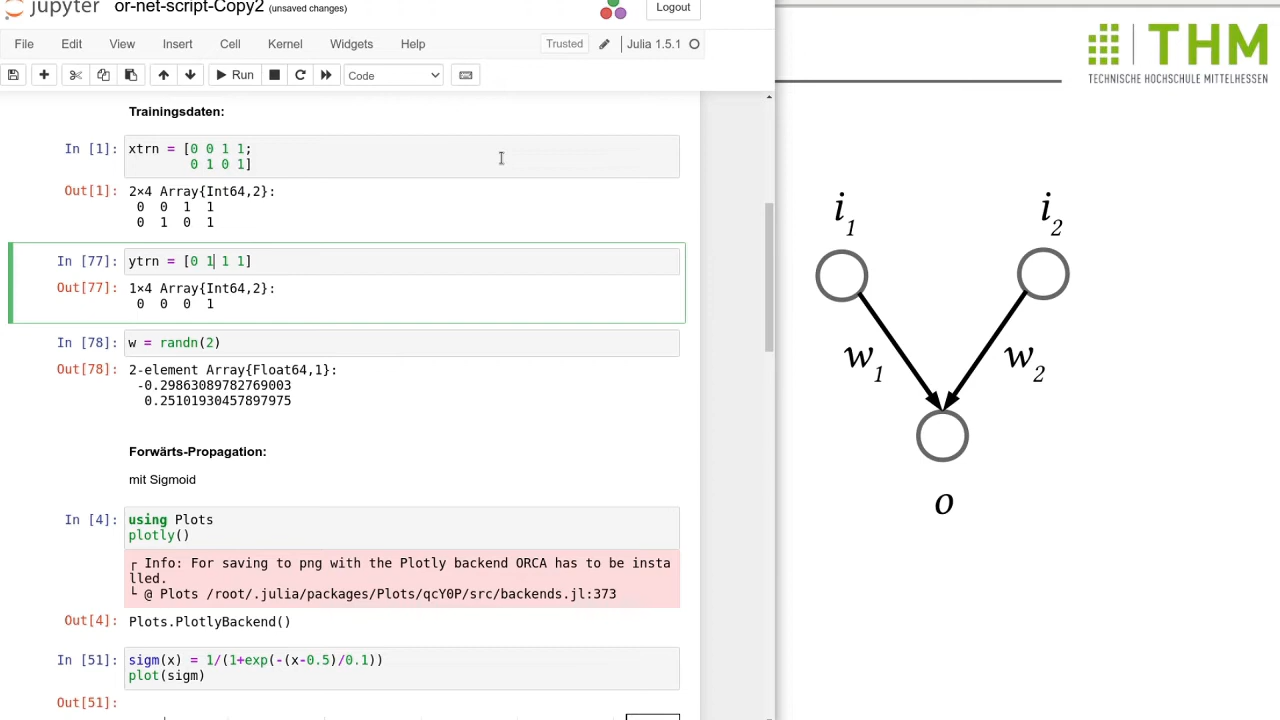 jupyter or-net-script-Copy2 (unsaved changes) Logout
File Edit View Insert Cell Kernel Widgets Help Trusted Julia 1.5.1
Run Code
Trainingsdaten:
In [1]: xtrn = [0 0 1 1;
0 1 0 1]
Out[1]: 2×4 Array{Int64,2}:
0 0 1 1
0 1 0 1
In [77]: ytrn = [0 1 1 1]
Out[77]: 1×4 Array{Int64,2}:
0 0 0 1
In [78]: w = randn(2)
Out[78]: 2-element Array{Float64,1}:
-0.29863089782769003
0.25101930457897975
Forwärts-Propagation:
mit Sigmoid
In [4]: using Plots
plotly()
┌ Info: For saving to png with the Plotly backend ORCA has to be insta
lled.
└ @ Plots /root/.julia/packages/Plots/qcY0P/src/backends.jl:373
Out[4]: Plots.PlotlyBackend()
In [51]: sigm(x) = 1/(1+exp(-(x-0.5)/0.1))
plot(sigm)
Out[51]:
THM
TECHNISCHE HOCHSCHULE MITTELHESSEN
i1 i2
w1 w2
o